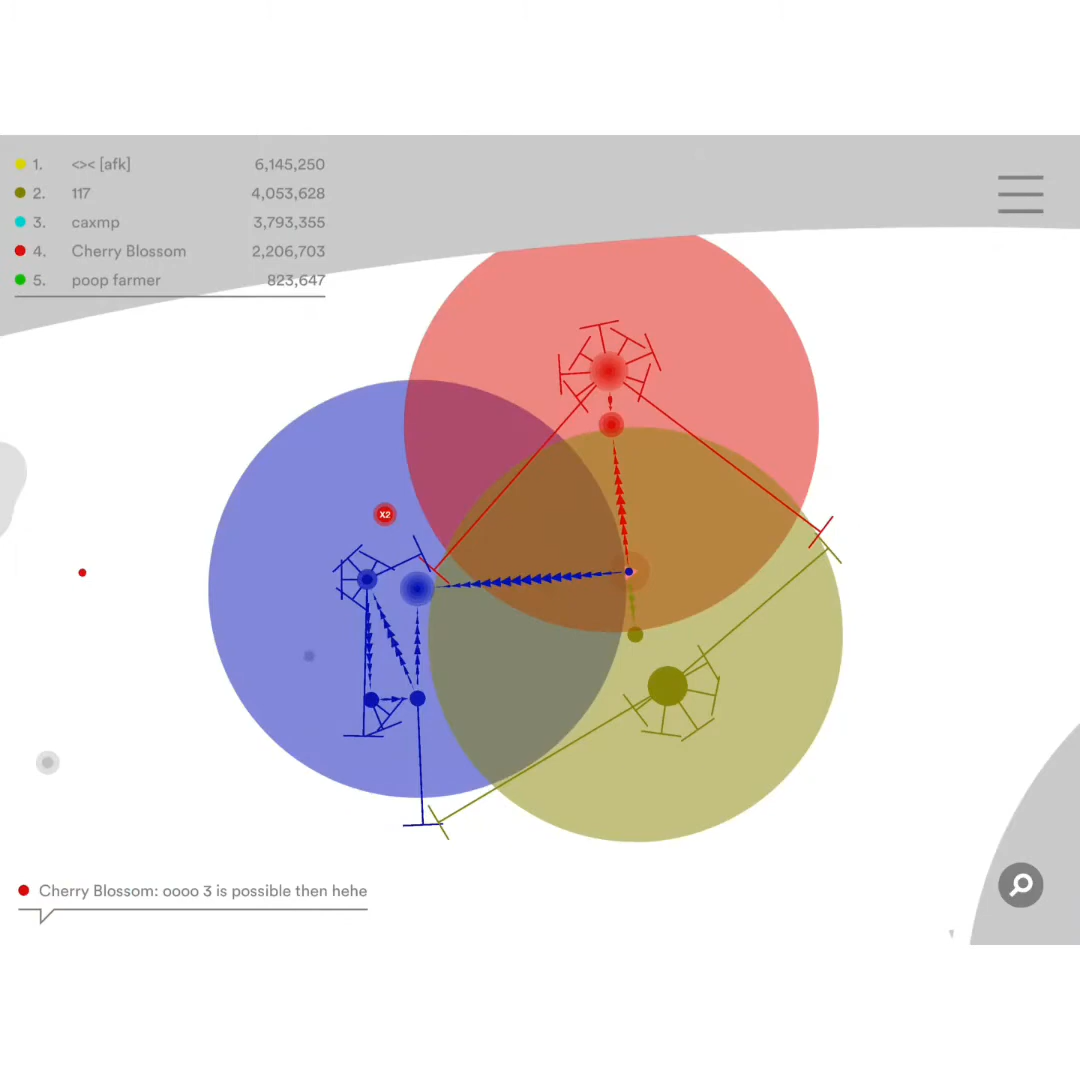 1. <>< [afk] 6,145,250
2. 117 4,053,628
3. caxmp 3,793,355
4. Cherry Blossom 2,206,703
5. poop farmer 823,647
X2
Cherry Blossom: oooo 3 is possible then hehe